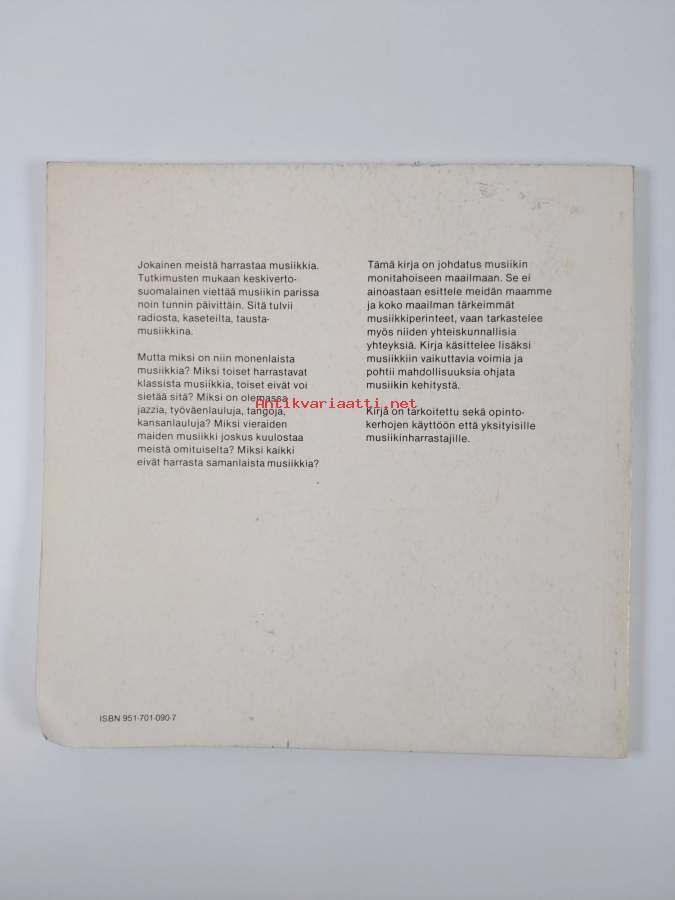 Jokainen meistä harrastaa musiikkia.
Tutkimusten mukaan keskiverto-
suomalainen viettää musiikin parissa
noin tunnin päivittäin. Sitä tulvii
radiosta, kaseteilta, tausta-
musiikkina.
Mutta miksi on niin monenlaista
musiikkia? Miksi toiset harrastavat
klassista musiikkia, toiset eivät voi
sietää sitä? Miksi on olemassa
jazzia, työväenlauluja, tangoja,
kansanlauluja? Miksi vieraiden
maiden musiikki joskus kuulostaa
meistä omituiselta? Miksi kaikki
eivät harrasta samanlaista musiikkia?
Tämä kirja on johdatus musiikin
monitahoiseen maailmaan. Se ei
ainoastaan esittele meidän maamme
ja koko maailman tärkeimmät
musiikkiperinteet, vaan tarkastelee
myös niiden yhteiskunnallisia
yhteyksiä. Kirja käsittelee lisäksi
musiikkiin vaikuttavia voimia ja
pohtii mahdollisuuksia ohjata
musiikin kehitystä.
Kirja on tarkoitettu sekä opinto-
kerhojen käyttöön että yksityisille
musiikinharrastajille.
Antikvariaatti.net
ISBN 951-701-090-7